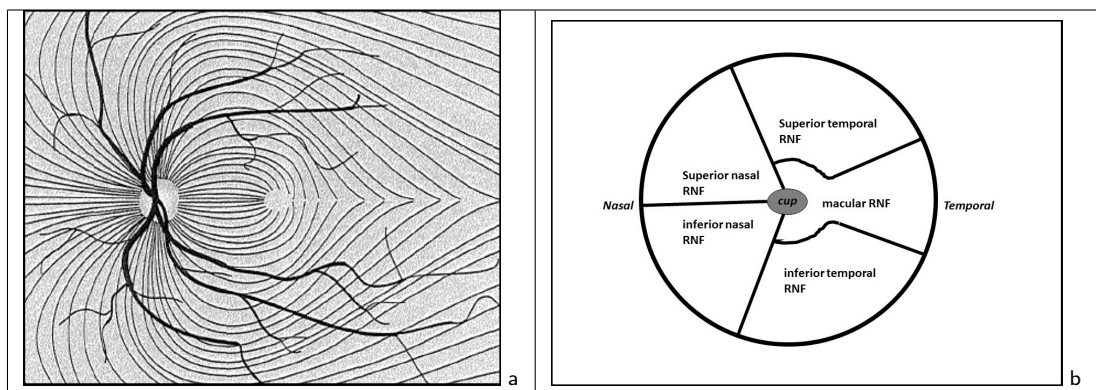 a
Superior temporal
RNF
Superior nasal
RNF
cup
macular RNF
Nasal
Temporal
inferior nasal
RNF
inferior temporal
RNF
b